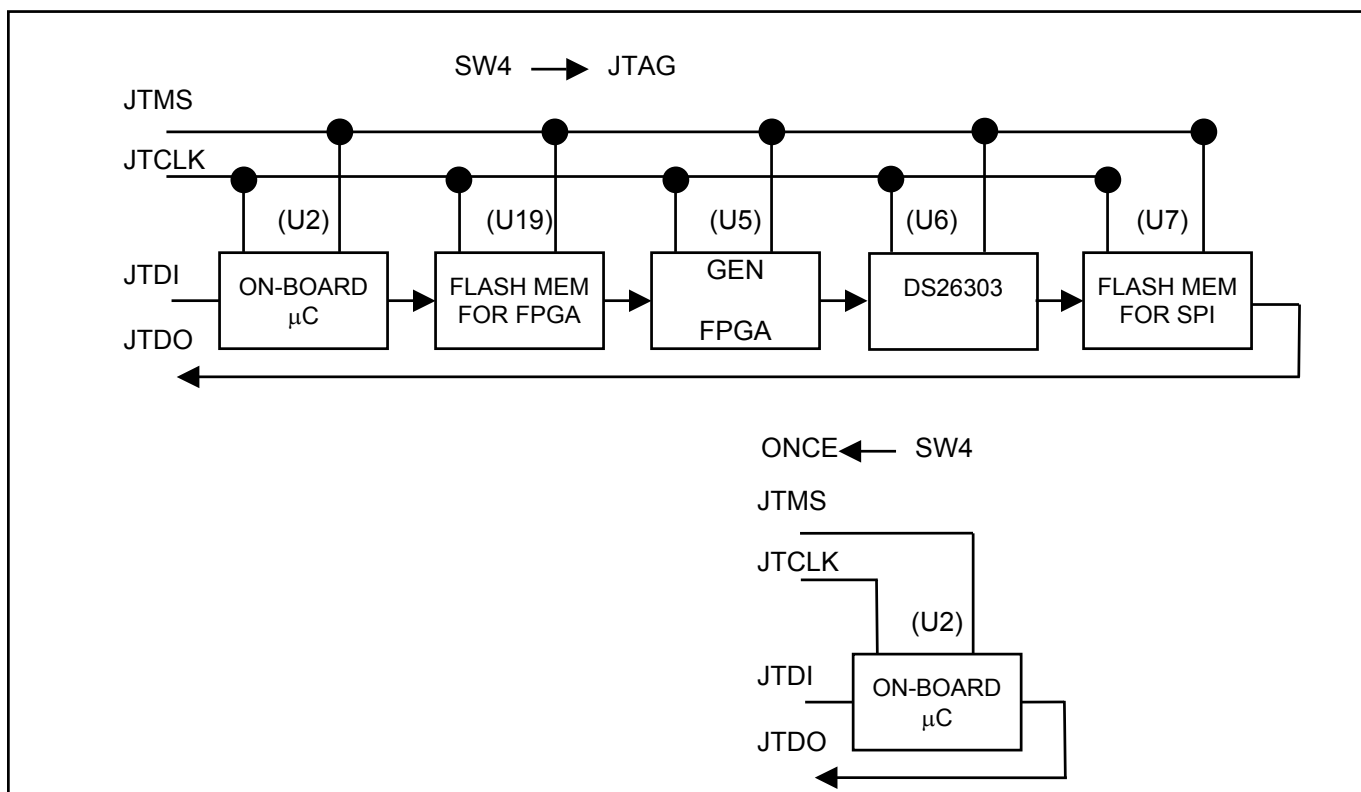 SW4 JTAG
JTMS
JTCLK
(U2) (U19) (U5) (U6) (U7)
JTDI
ON-BOARD
μC
FLASH MEM
FOR FPGA
GEN
FPGA
DS26303
FLASH MEM
FOR SPI
JTDO
ONCE SW4
JTMS
JTCLK
(U2)
JTDI
ON-BOARD
μC
JTDO